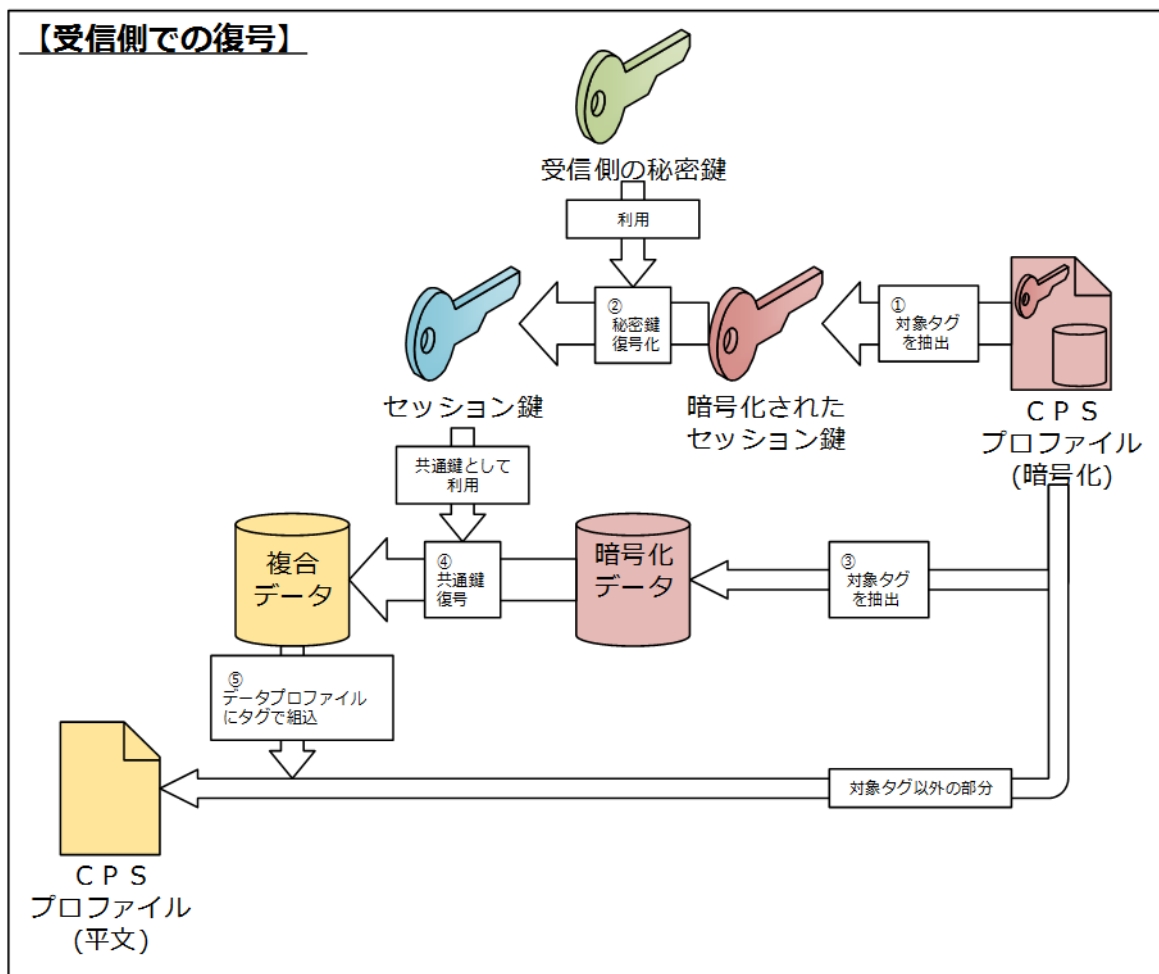 【受信側での復号】
受信側の秘密鍵
利用
②
秘密鍵
復号化
①
対象タグ
を抽出
セッション鍵
暗号化された
セッション鍵
ＣＰＳ
プロファイル
(暗号化)
共通鍵として
利用
複合
データ
④
共通鍵
復号
暗号化
データ
③
対象タグ
を抽出
⑤
データプロファイル
にタグで組込
対象タグ以外の部分
ＣＰＳ
プロファイル
(平文)